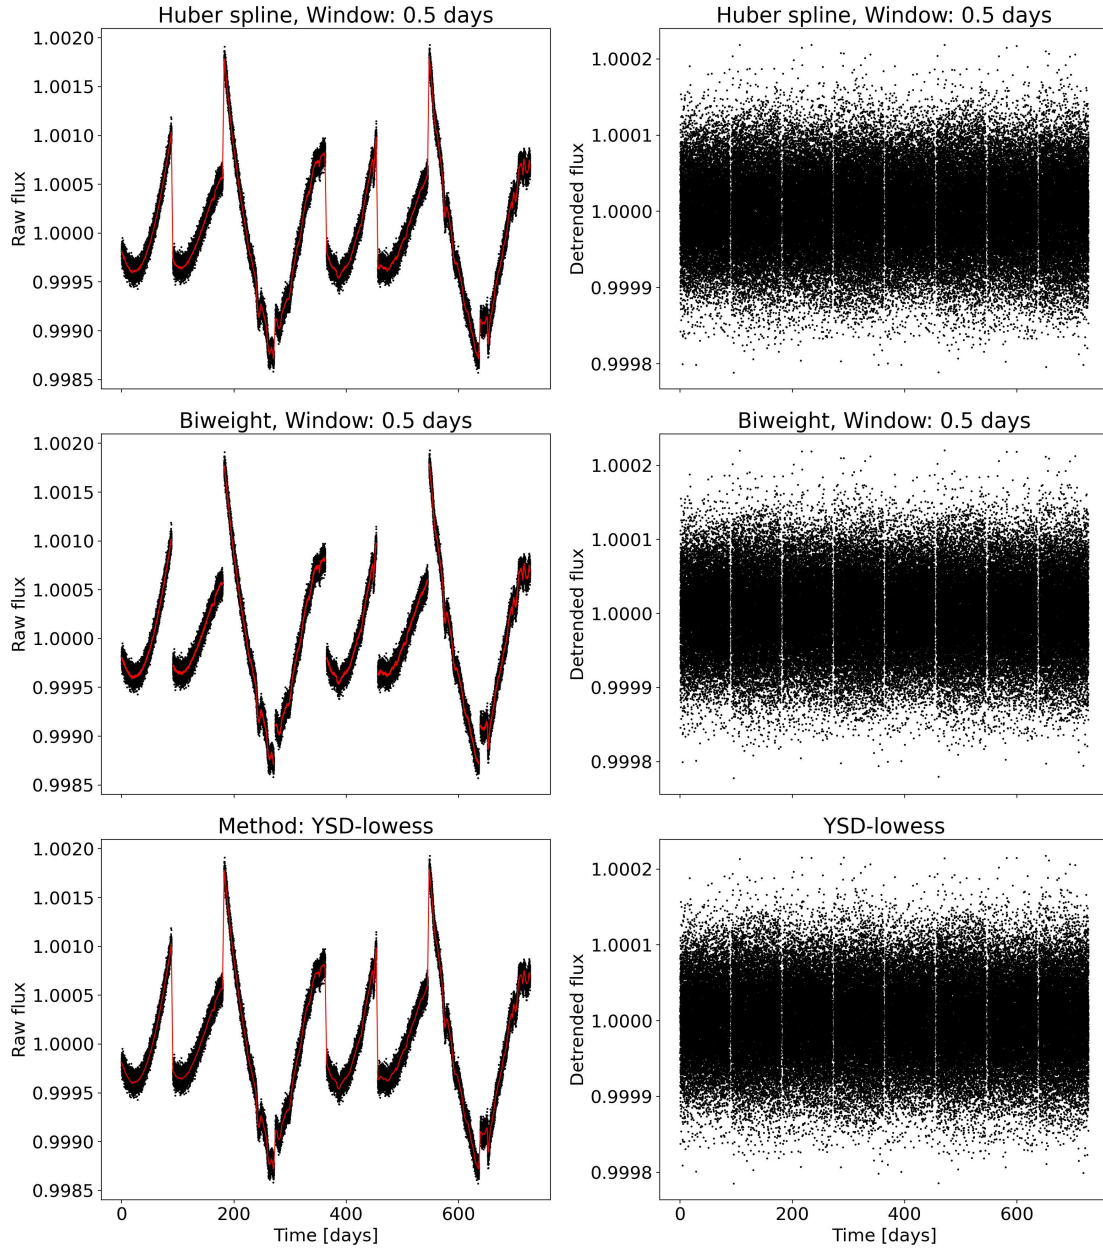 Huber spline, Window: 0.5 days
Raw flux
1.0020
1.0015
1.0010
1.0005
1.0000
0.9995
0.9990
0.9985
Huber spline, Window: 0.5 days
Detrended flux
1.0002
1.0001
1.0000
0.9999
0.9998
Biweight, Window: 0.5 days
Raw flux
1.0020
1.0015
1.0010
1.0005
1.0000
0.9995
0.9990
0.9985
Biweight, Window: 0.5 days
Detrended flux
1.0002
1.0001
1.0000
0.9999
0.9998
Method: YSD-lowess
Raw flux
1.0020
1.0015
1.0010
1.0005
1.0000
0.9995
0.9990
0.9985
0 200 400 600
Time [days]
YSD-lowess
Detrended flux
1.0002
1.0001
1.0000
0.9999
0.9998
0 200 400 600
Time [days]